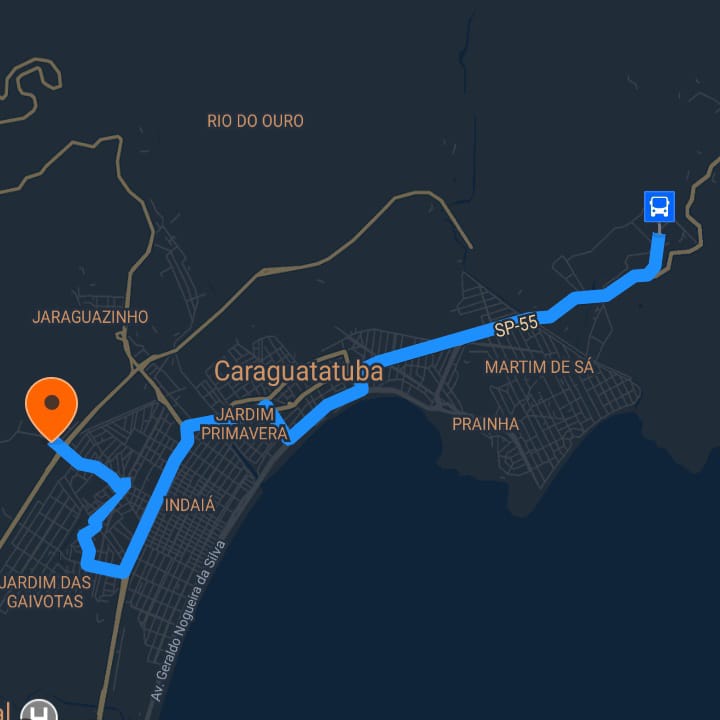 RIO DO OURO
JARAGUAZINHO
SP-55
Caraguatatuba
MARTIM DE SÁ
JARDIM
PRIMAVERA
PRAINHA
INDAIÁ
Av. Geraldo Nogueira da Silva
JARDIM DAS
GAIVOTAS
al
H